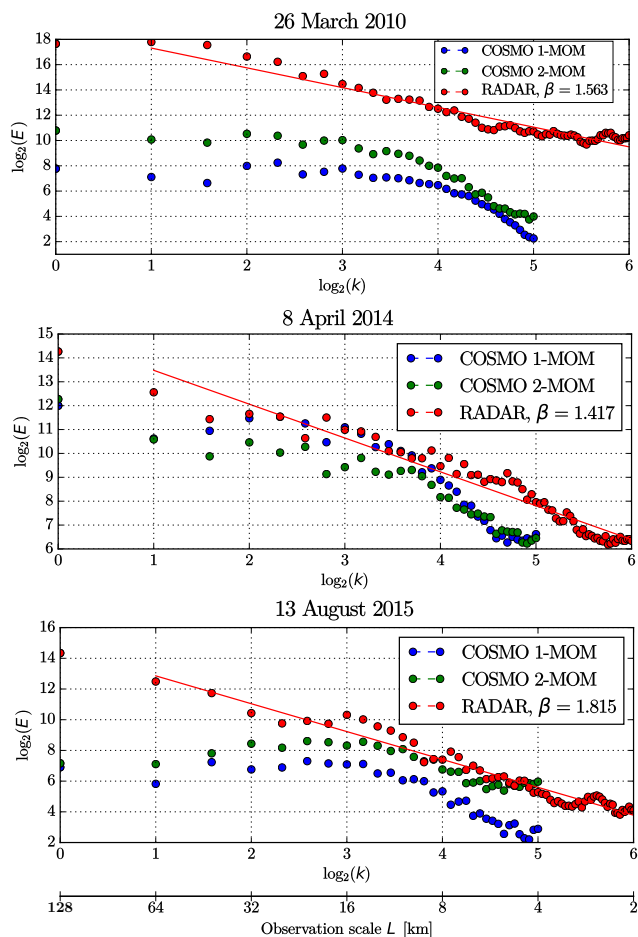 26 March 2010
18
16
14
12
10
8
6
4
2
log₂(E)
COSMO 1-MOM
COSMO 2-MOM
RADAR, β = 1.563
0 1 2 3 4 5 6
log₂(k)
8 April 2014
15
14
13
12
11
10
9
8
7
6
log₂(E)
COSMO 1-MOM
COSMO 2-MOM
RADAR, β = 1.417
0 1 2 3 4 5 6
log₂(k)
13 August 2015
16
14
12
10
8
6
4
2
log₂(E)
COSMO 1-MOM
COSMO 2-MOM
RADAR, β = 1.815
0 1 2 3 4 5 6
log₂(k)
128 64 32 16 8 4 2
Observation scale L [km]